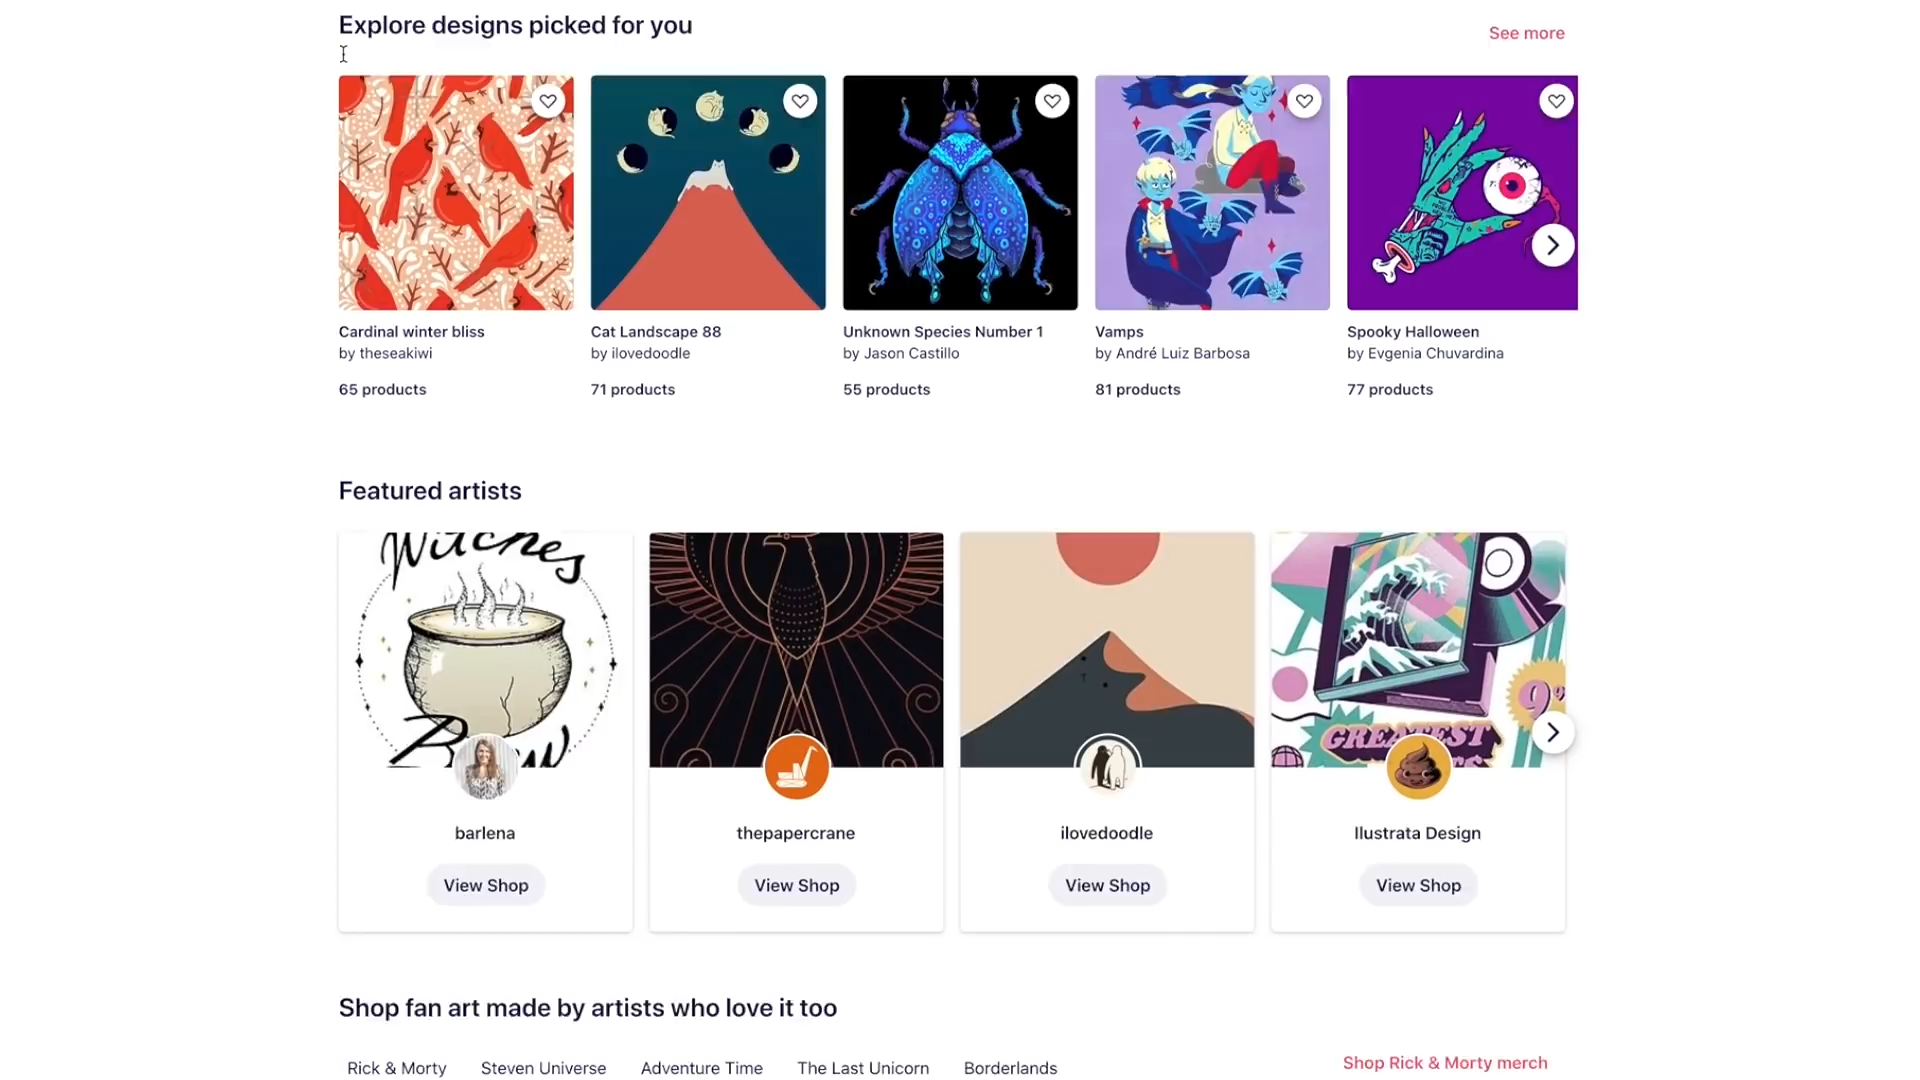 Explore designs picked for you
See more
Cardinal winter bliss
by theseakiwi
65 products
Cat Landscape 88
by ilovedoodle
71 products
Unknown Species Number 1
by Jason Castillo
55 products
Vamps
by André Luiz Barbosa
81 products
Spooky Halloween
by Evgenia Chuvardina
77 products
Featured artists
Witches
barlena
View Shop
thepapercrane
View Shop
ilovedoodle
View Shop
GREATEST
Ilustrata Design
View Shop
Shop fan art made by artists who love it too
Rick & Morty
Steven Universe
Adventure Time
The Last Unicorn
Borderlands
Shop Rick & Morty merch